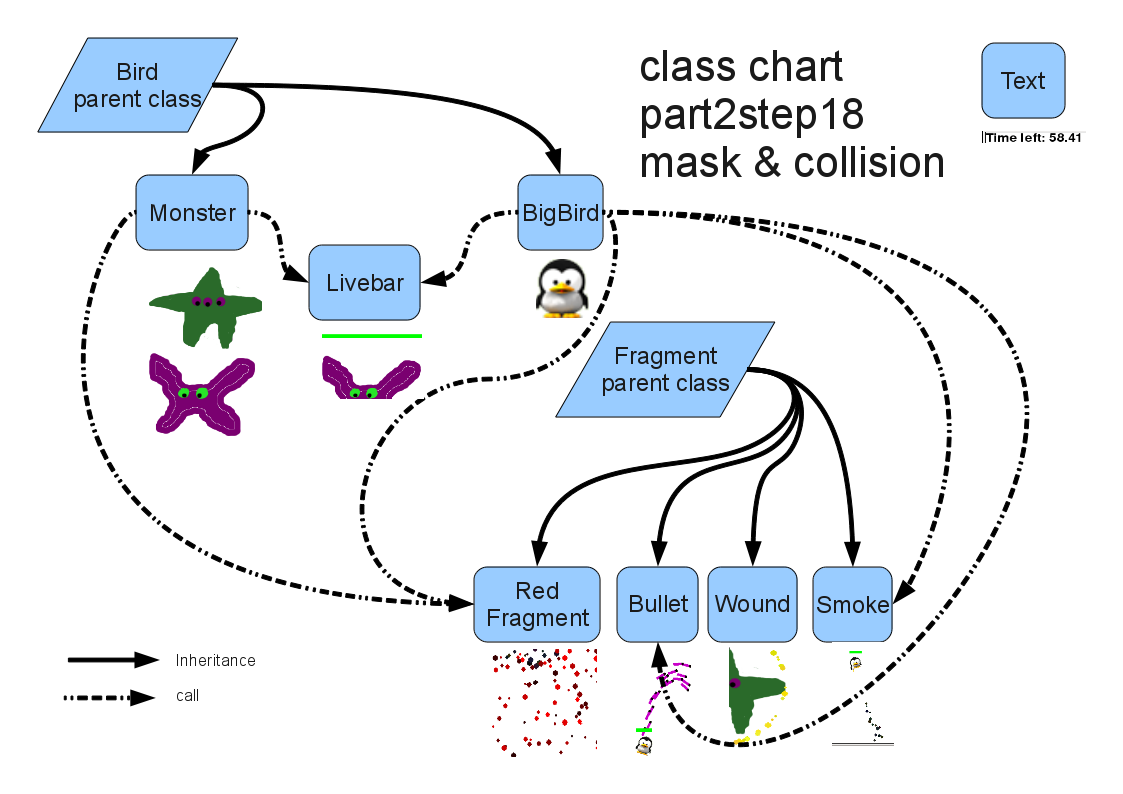 Bird
parent class
class chart
part2step18
mask & collision
Text
Time left: 58.41
Monster
BigBird
Livebar
Fragment
parent class
Red
Fragment
Bullet
Wound
Smoke
Inheritance
call